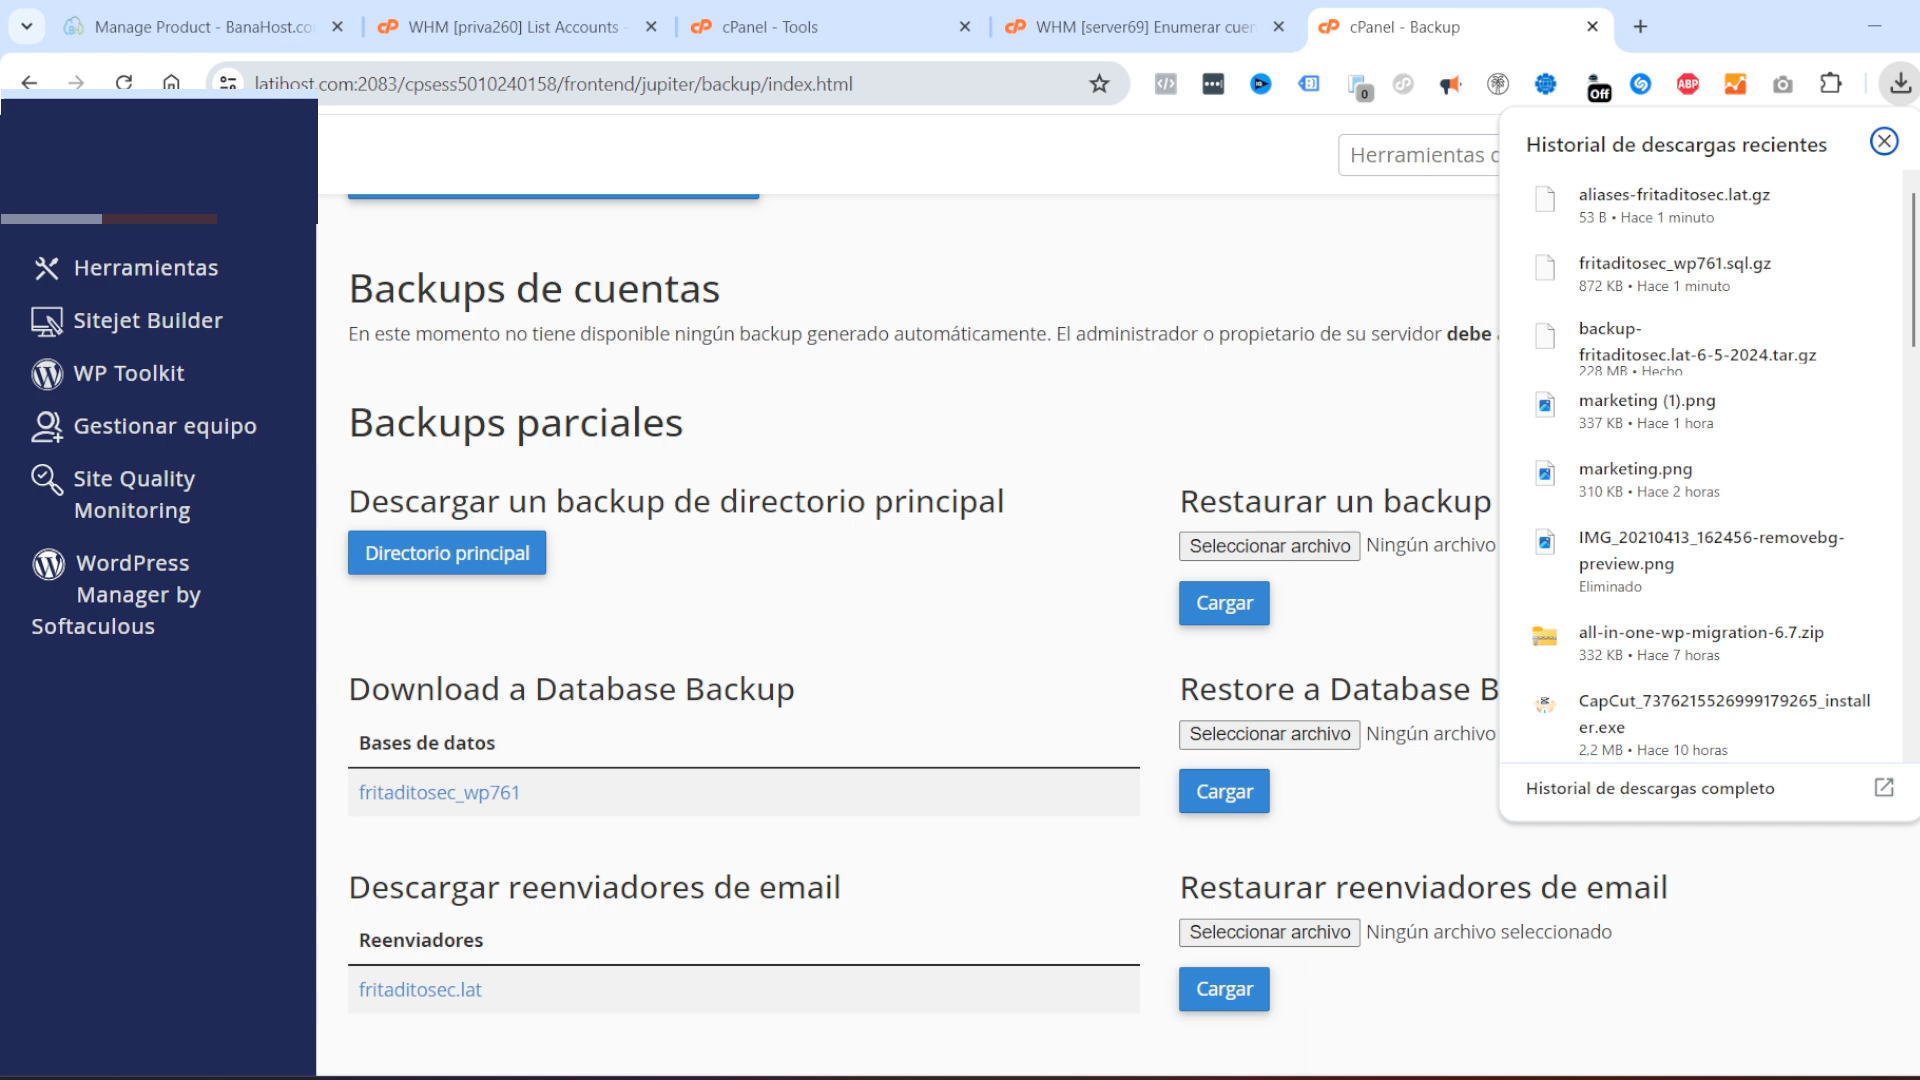 Manage Product - BanaHost.co
WHM [priva260] List Accounts -
cPanel - Tools
WHM [server69] Enumerar cuen
cPanel - Backup
latihost.com:2083/cpsess5010240158/frontend/jupiter/backup/index.html
0
Off
ABP
Herramientas
Sitejet Builder
WP Toolkit
Gestionar equipo
Site Quality
Monitoring
WordPress
Manager by
Softaculous
Herramientas
Backups de cuentas
En este momento no tiene disponible ningún backup generado automáticamente. El administrador o propietario de su servidor debe
Backups parciales
Descargar un backup de directorio principal
Directorio principal
Restaurar un backup
Seleccionar archivo Ningún archivo
Cargar
Download a Database Backup
Bases de datos
fritaditosec_wp761
Restore a Database B
Seleccionar archivo Ningún archivo
Cargar
Descargar reenviadores de email
Reenviadores
fritaditosec.lat
Restaurar reenviadores de email
Seleccionar archivo Ningún archivo seleccionado
Cargar
Historial de descargas recientes
aliases-fritaditosec.lat.gz
53 B • Hace 1 minuto
fritaditosec_wp761.sql.gz
872 KB • Hace 1 minuto
backup-
fritaditosec.lat-6-5-2024.tar.gz
228 MB • Hecho
marketing (1).png
337 KB • Hace 1 hora
marketing.png
310 KB • Hace 2 horas
IMG_20210413_162456-removebg-
preview.png
Eliminado
all-in-one-wp-migration-6.7.zip
332 KB • Hace 7 horas
CapCut_7376215526999179265_install
er.exe
2,2 MB • Hace 10 horas
Historial de descargas completo